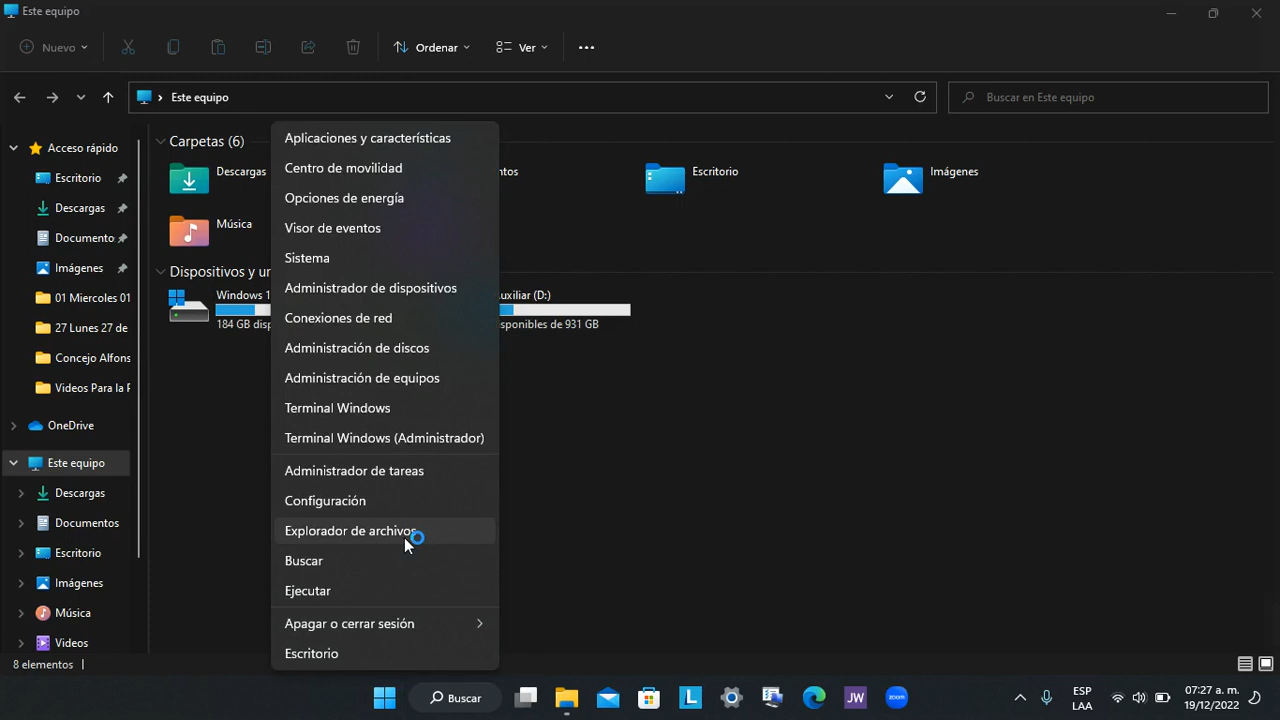 Este equipo
Nuevo
Ordenar
Ver
Este equipo
Buscar en Este equipo
Acceso rápido
Escritorio
Descargas
Documento
Imágenes
01 Miercoles 01
27 Lunes 27 de
Concejo Alfons
Videos Para la
OneDrive
Este equipo
Descargas
Documentos
Escritorio
Imágenes
Música
Videos
8 elementos
Carpetas (6)
Descargas
ntos
Escritorio
Imágenes
Música
Dispositivos y un
Windows 1
184 GB disp
uxiliar (D:)
sponibles de 931 GB
Aplicaciones y características
Centro de movilidad
Opciones de energía
Visor de eventos
Sistema
Administrador de dispositivos
Conexiones de red
Administración de discos
Administración de equipos
Terminal Windows
Terminal Windows (Administrador)
Administrador de tareas
Configuración
Explorador de archivos
Buscar
Ejecutar
Apagar o cerrar sesión
Escritorio
Buscar
L
JW
zoom
ESP
LAA
07:27 a. m.
19/12/2022